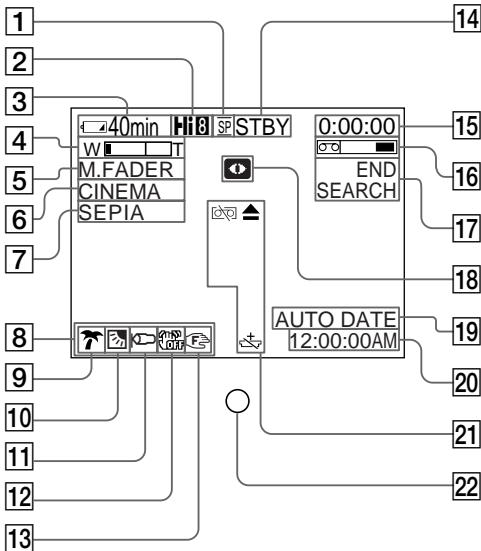 1
2
3
4
5
6
7
8
9
10
11
12
13
14
15
16
17
18
19
20
21
22
40min Hi8 SP STBY 0:00:00
W T
M.FADER
CINEMA
SEPIA
END
SEARCH
OFF F
AUTO DATE
12:00:00AM